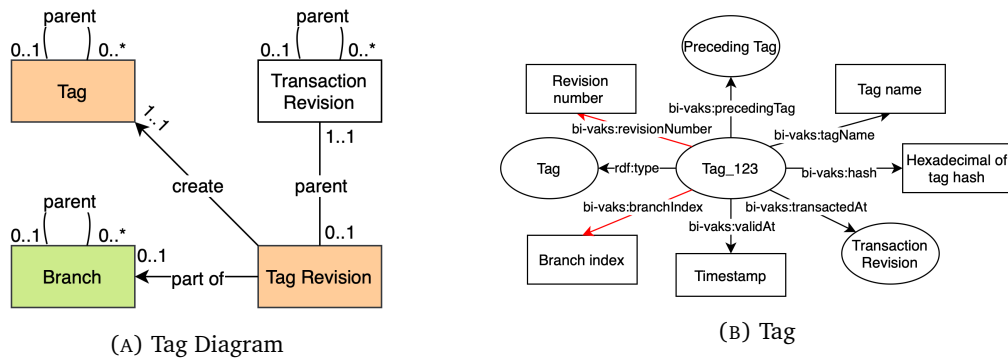 parent
0..1
0..*
Tag
parent
0..1
0..*
Transaction
Revision
1..1
1..1
create
parent
parent
0..1
0..*
0..1
0..1
Branch
part of
Tag Revision
(A) Tag Diagram
Preceding Tag
Revision
number
Tag name
bi-vaks:precedingTag
bi-vaks:revisionNumber
bi-vaks:tagName
Tag
rdf:type
Tag_123
bi-vaks:hash
Hexadecimal of
tag hash
bi-vaks:branchIndex
bi-vaks:transactedAt
bi-vaks:validAt
Branch index
Timestamp
Transaction
Revision
(B) Tag